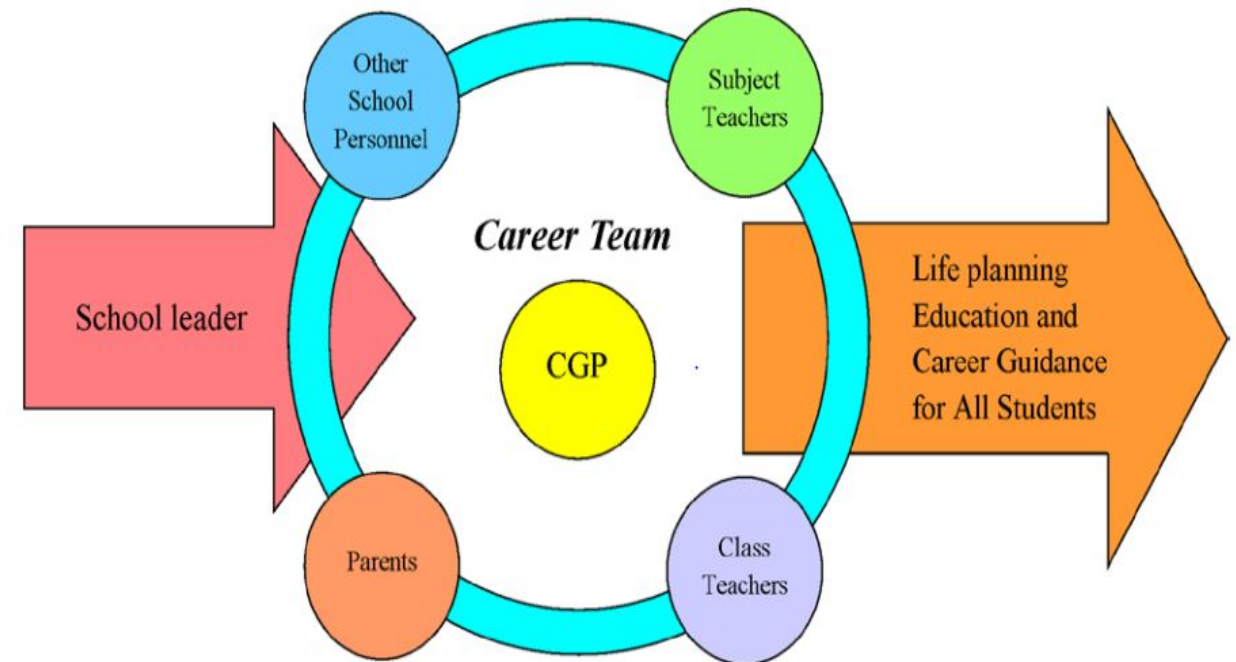 Other
School
Personnel
Subject
Teachers
Career Team
School leader
CGP
Life planning
Education and
Career Guidance
for All Students
Parents
Class
Teachers